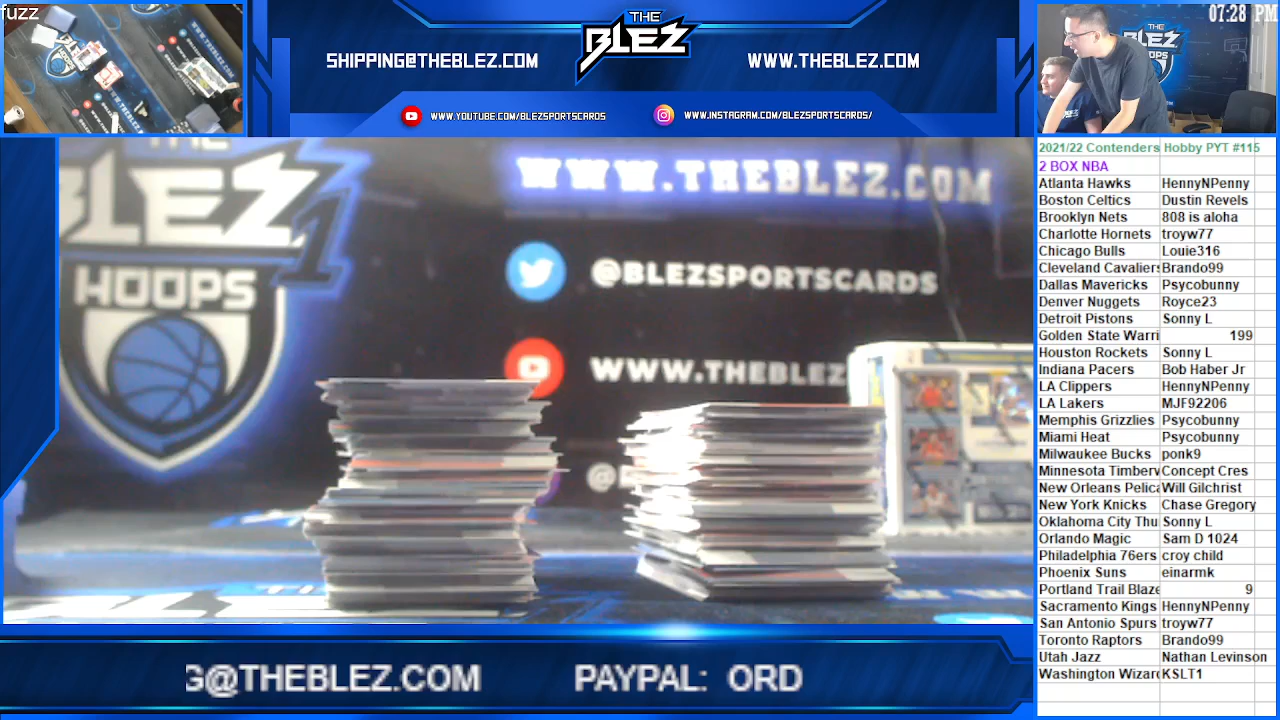 fuzz
SHIPPING@THEBLEZ.COM
THE
BLEZ
WWW.THEBLEZ.COM
WWW.YOUTUBE.COM/BLEZSPORTSCARDS
WWW.INSTAGRAM.COM/BLEZSPORTSCARDS/
07:28 PM
THE
BLEZ
HOOPS
THE
BLEZ
1
HOOPS
WWW.THEBLEZ.COM
@BLEZSPORTSCARDS
WWW.THEBLEZ
@
2021/22 Contenders Hobby PYT #115
2 BOX NBA
Atlanta Hawks HennyNPenny
Boston Celtics Dustin Revels
Brooklyn Nets 808 is aloha
Charlotte Hornets troyw77
Chicago Bulls Louie316
Cleveland Cavaliers Brando99
Dallas Mavericks Psycobunny
Denver Nuggets Royce23
Detroit Pistons Sonny L
Golden State Warri 199
Houston Rockets Sonny L
Indiana Pacers Bob Haber Jr
LA Clippers HennyNPenny
LA Lakers MJF92206
Memphis Grizzlies Psycobunny
Miami Heat Psycobunny
Milwaukee Bucks ponk9
Minnesota Timberv Concept Cres
New Orleans Pelica Will Gilchrist
New York Knicks Chase Gregory
Oklahoma City Thu Sonny L
Orlando Magic Sam D 1024
Philadelphia 76ers croy child
Phoenix Suns einarmk
Portland Trail Blaze 9
Sacramento Kings HennyNPenny
San Antonio Spurs troyw77
Toronto Raptors Brando99
Utah Jazz Nathan Levinson
Washington Wizard KSLT1
G@THEBLEZ.COM PAYPAL: ORD